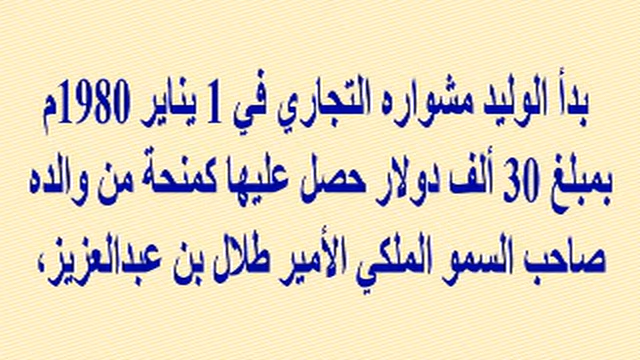 بدأ الوليد مشواره التجاري في 1 يناير 1980م
بمبلغ 30 ألف دولار حصل عليها كمنحة من والده
صاحب السمو الملكي الأمير طلال بن عبدالعزيز،